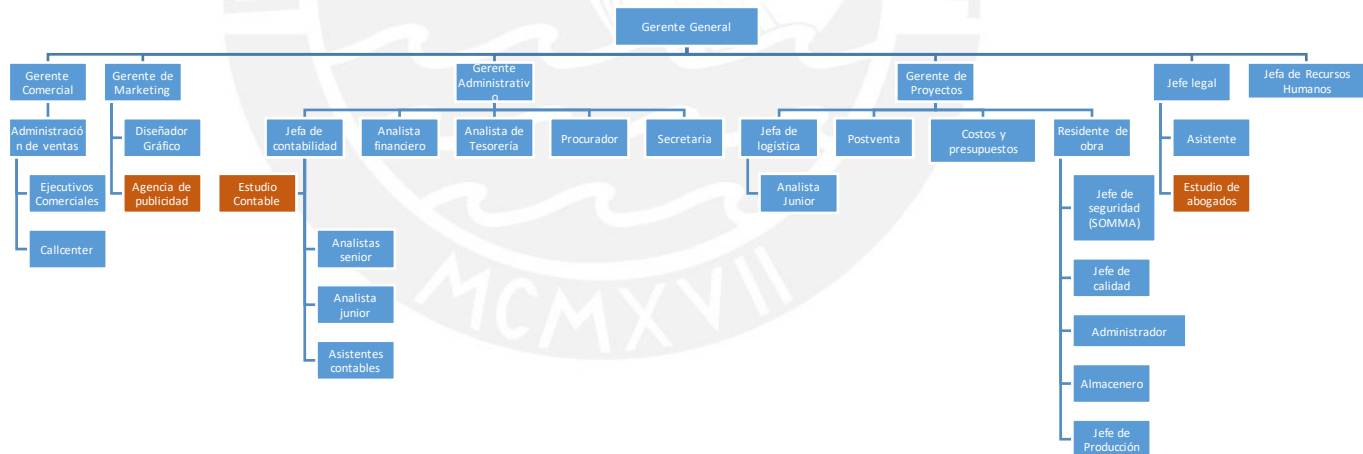 Gerente General
Gerente
Comercial
Gerente de
Marketing
Gerente
Administrativ
o
Gerente de
Proyectos
Jefe legal
Jefa de Recursos
Humanos
Administració
n de ventas
Diseñador
Gráfico
Jefa de
contabilidad
Analista
financiero
Analista de
Tesorería
Procurador
Secretaria
Jefa de
logística
Postventa
Costos y
presupuestos
Residente de
obra
Asistente
Ejecutivos
Comerciales
Agencia de
publicidad
Estudio
Contable
Analista
Junior
Jefe de
seguridad
(SOMMA)
Estudio de
abogados
Callcenter
Analistas
senior
Jefe de
calidad
Analista
junior
Administrador
Asistentes
contables
Almacenero
Jefe de
Producción
MCMXVII